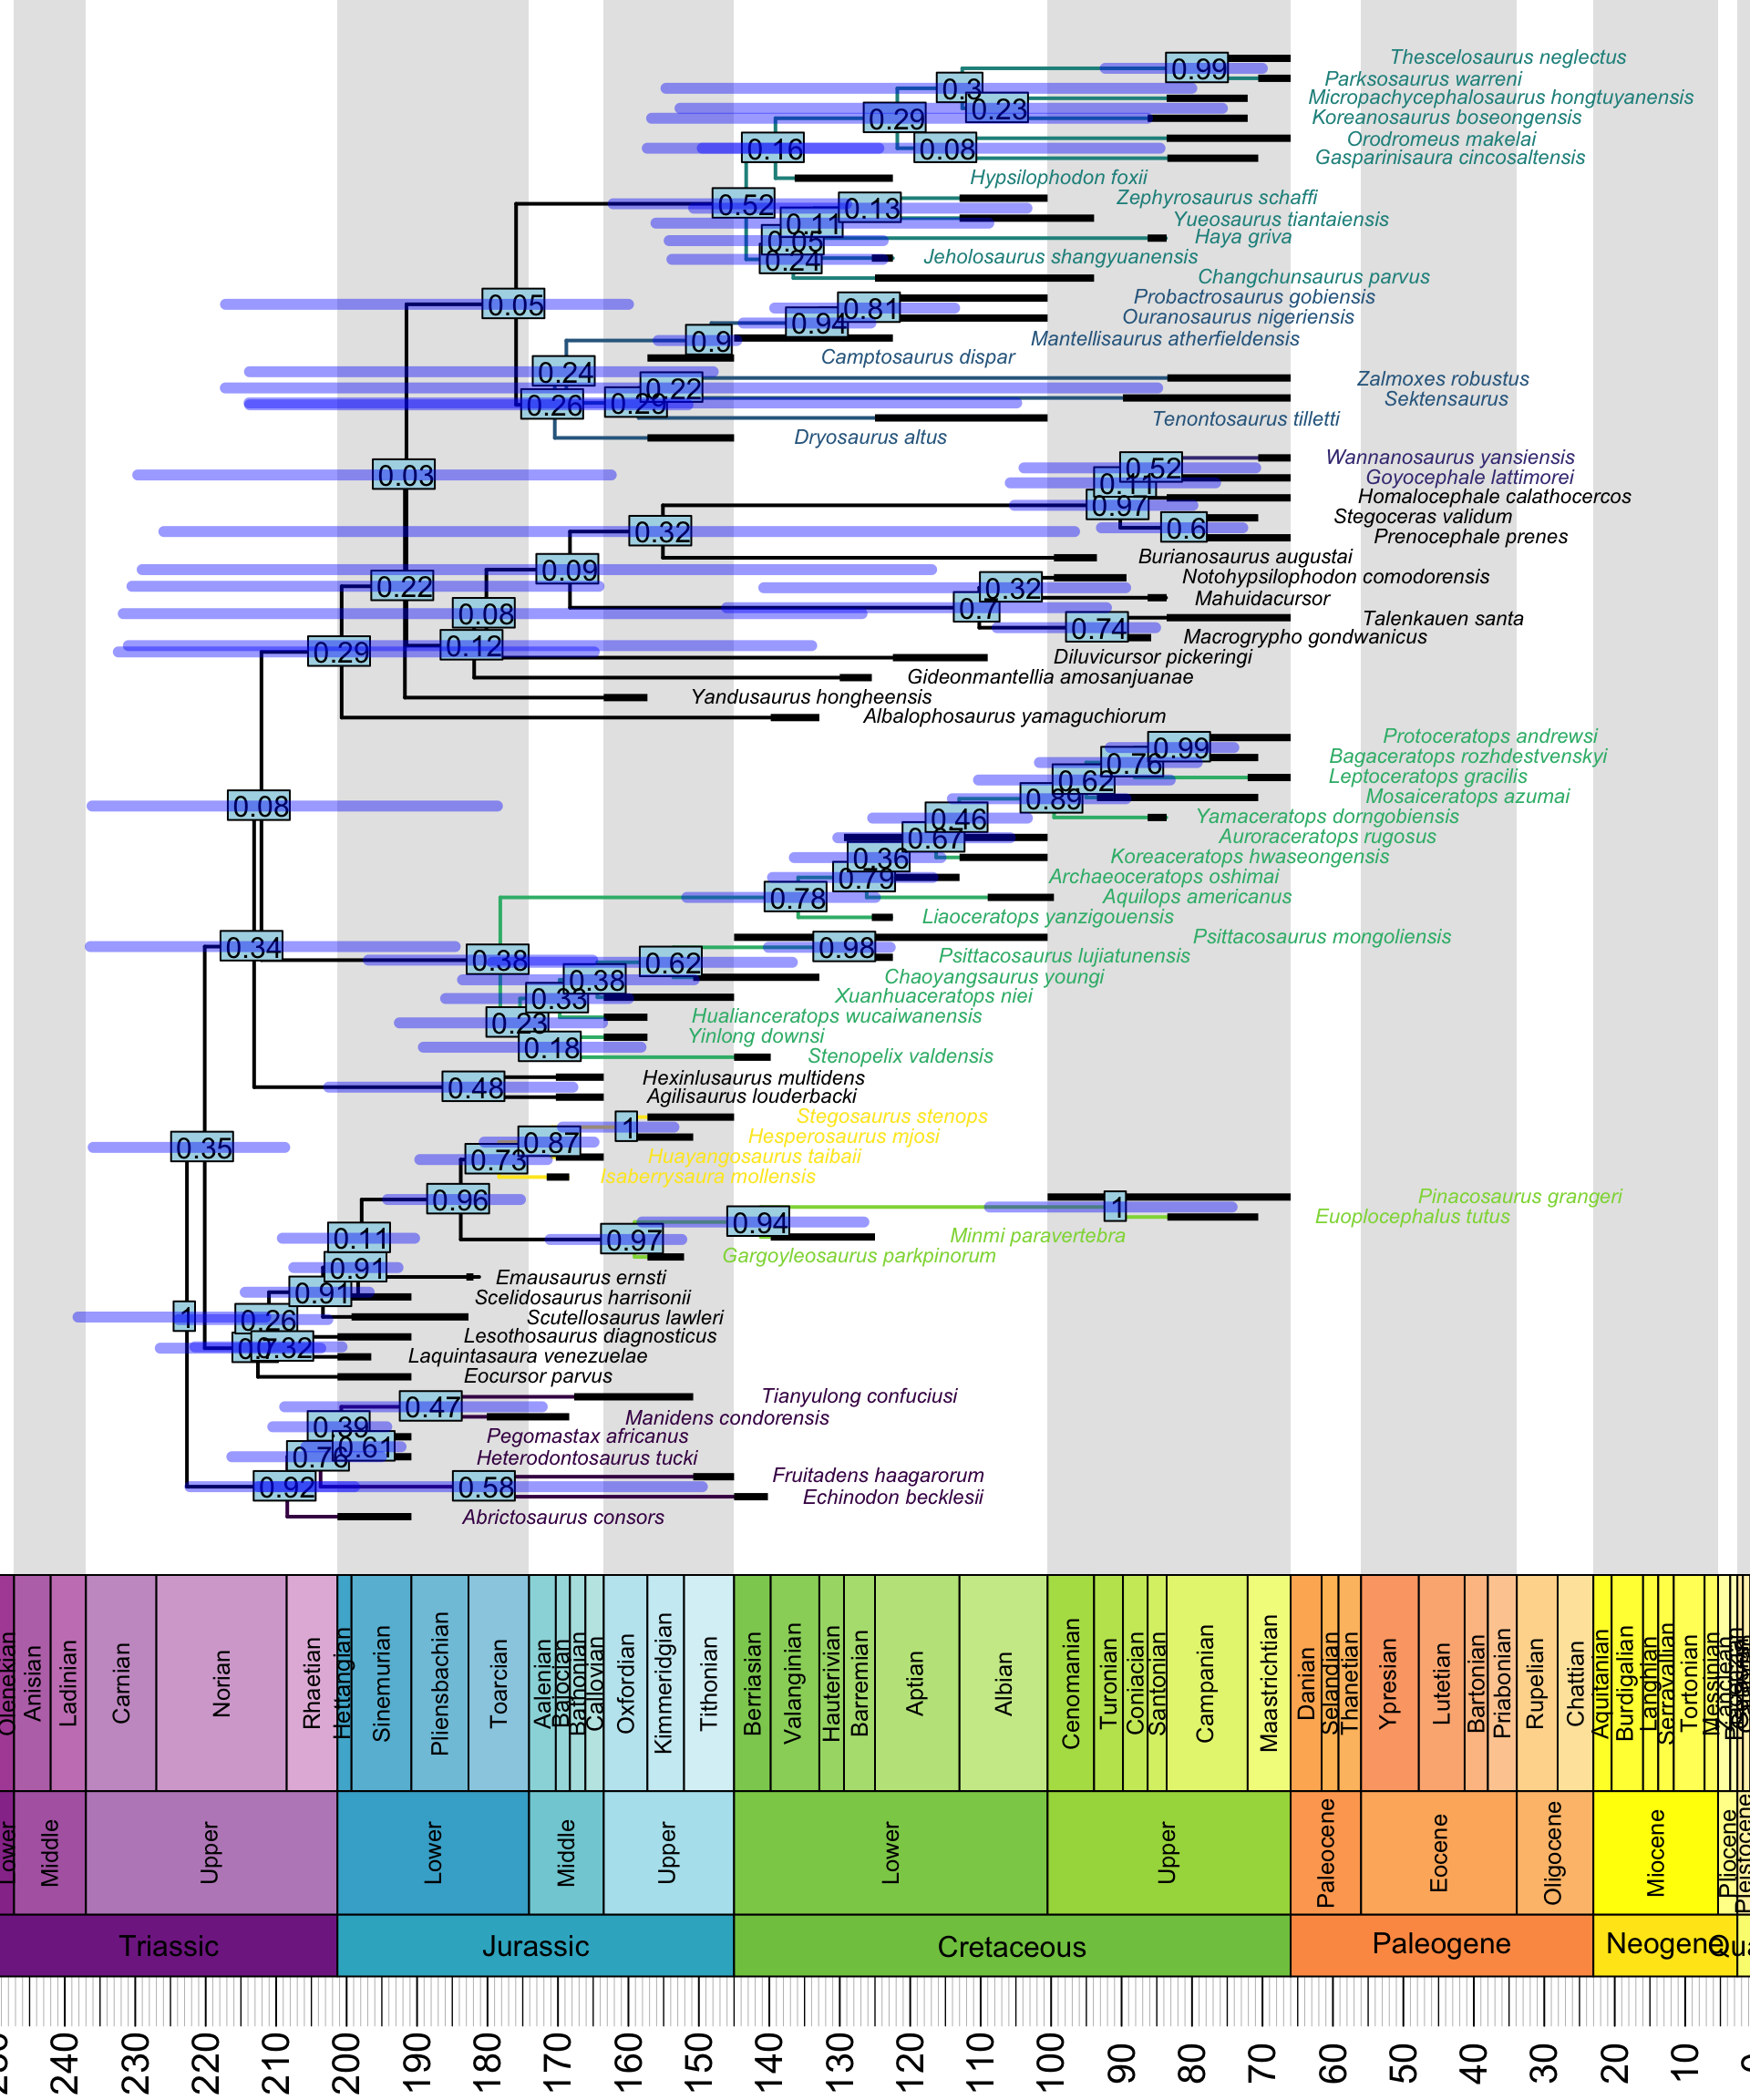 Thescelosaurus neglectus
0.99
Parksosaurus warreni
0.3
Micropachycephalosaurus hongtuyanensis
0.23
Koreanosaurus boseongensis
0.29
Orodromeus makelai
0.16
0.08
Gasparinisaura cincosaltensis
Hypsilophodon foxii
Zephyrosaurus schaffi
0.52
0.13
Yueosaurus tiantaiensis
0.11
Haya griva
0.05
Jeholosaurus shangyuanensis
0.24
Changchunsaurus parvus
Probactrosaurus gobiensis
0.05
0.81
Ouranosaurus nigeriensis
0.94
Mantellisaurus atherfieldensis
0.9
Camptosaurus dispar
0.24
Zalmoxes robustus
0.22
Sektensaurus
0.26
0.29
Tenontosaurus tilletti
Dryosaurus altus
Wannanosaurus yansiensis
0.52
0.03
Goyocephale lattimorei
0.11
Homalocephale calathocercos
0.97
Stegoceras validum
0.32
0.6
Prenocephale prenes
Burianosaurus augustai
0.09
Notohypsilophodon comodorensis
0.22
0.32
Mahuidacursor
0.08
0.7
Talenkauen santa
0.74
Macrogrypho gondwanicus
0.29
0.12
Diluvicursor pickeringi
Gideonmantellia amosanjuanae
Yandusaurus hongheensis
Albalophosaurus yamaguchiorum
Protoceratops andrewsi
0.99
Bagaceratops rozhdestvenskyi
0.76
Leptoceratops gracilis
0.62
Mosaiceratops azumai
0.08
0.89
Yamaceratops dorngobiensis
0.46
Auroraceratops rugosus
0.67
Koreaceratops hwaseongensis
0.36
Archaeoceratops oshimai
0.79
Aquilops americanus
0.78
Liaoceratops yanzigouensis
Psittacosaurus mongoliensis
0.34
0.98
Psittacosaurus lujiatunensis
0.38
0.62
Chaoyangsaurus youngi
0.38
Xuanhuaceratops niei
0.33
Hualianceratops wucaiwanensis
0.23
Yinlong downsi
0.18
Stenopelix valdensis
Hexinlusaurus multidens
0.48
Agilisaurus louderbacki
Stegosaurus stenops
1
Hesperosaurus mjosi
0.35
0.87
Huayangosaurus taibaii
0.73
Isaberrysaura mollensis
0.96
Pinacosaurus grangeri
1
Euoplocephalus tutus
0.94
Minmi paravertebra
0.11
0.97
Gargoyleosaurus parkpinorum
0.91
Emausaurus ernsti
0.91
Scelidosaurus harrisonii
1
0.26
Scutellosaurus lawleri
Lesothosaurus diagnosticus
0.32
Laquintasaura venezuelae
Eocursor parvus
Tianyulong confuciusi
0.47
Manidens condorensis
0.39
Pegomastax africanus
0.61
0.76
Heterodontosaurus tucki
Fruitadens haagarorum
0.92
0.58
Echinodon becklesii
Abrictosaurus consors
Olenekian
Anisian
Ladinian
Carnian
Norian
Rhaetian
Hettangian
Sinemurian
Pliensbachian
Toarcian
Aalenian
Bajocian
Bathonian
Callovian
Oxfordian
Kimmeridgian
Tithonian
Berriasian
Valanginian
Hauterivian
Barremian
Aptian
Albian
Cenomanian
Turonian
Coniacian
Santonian
Campanian
Maastrichtian
Danian
Selandian
Thanetian
Ypresian
Lutetian
Bartonian
Priabonian
Rupelian
Chattian
Aquitanian
Burdigalian
Langhian
Serravallian
Tortonian
Messinian
Lower
Middle
Upper
Lower
Middle
Upper
Lower
Upper
Paleocene
Eocene
Oligocene
Miocene
Pliocene
Pleistocene
Triassic
Jurassic
Cretaceous
Paleogene
Neogene
240
230
220
210
200
190
180
170
160
150
140
130
120
110
100
90
80
70
60
50
40
30
20
10
0